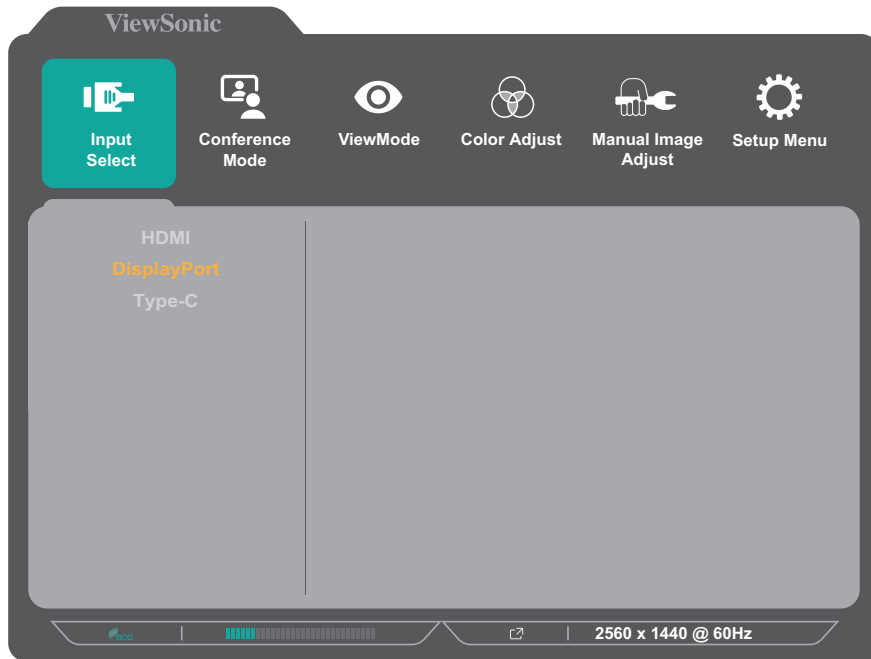 ViewSonic
Input
Select
Conference
Mode
ViewMode
Color Adjust
Manual Image
Adjust
Setup Menu
HDMI
DisplayPort
Type-C
eco
2560 x 1440 @ 60Hz